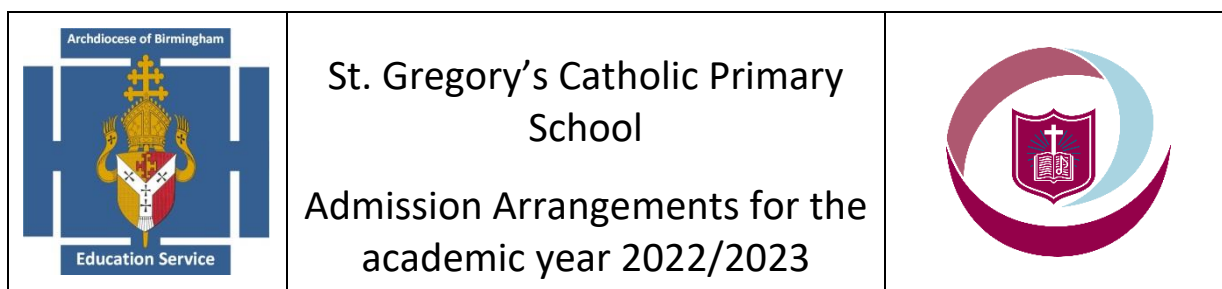 Archdiocese of Birmingham
Education Service
St. Gregory's Catholic Primary
School
Admission Arrangements for the
academic year 2022/2023